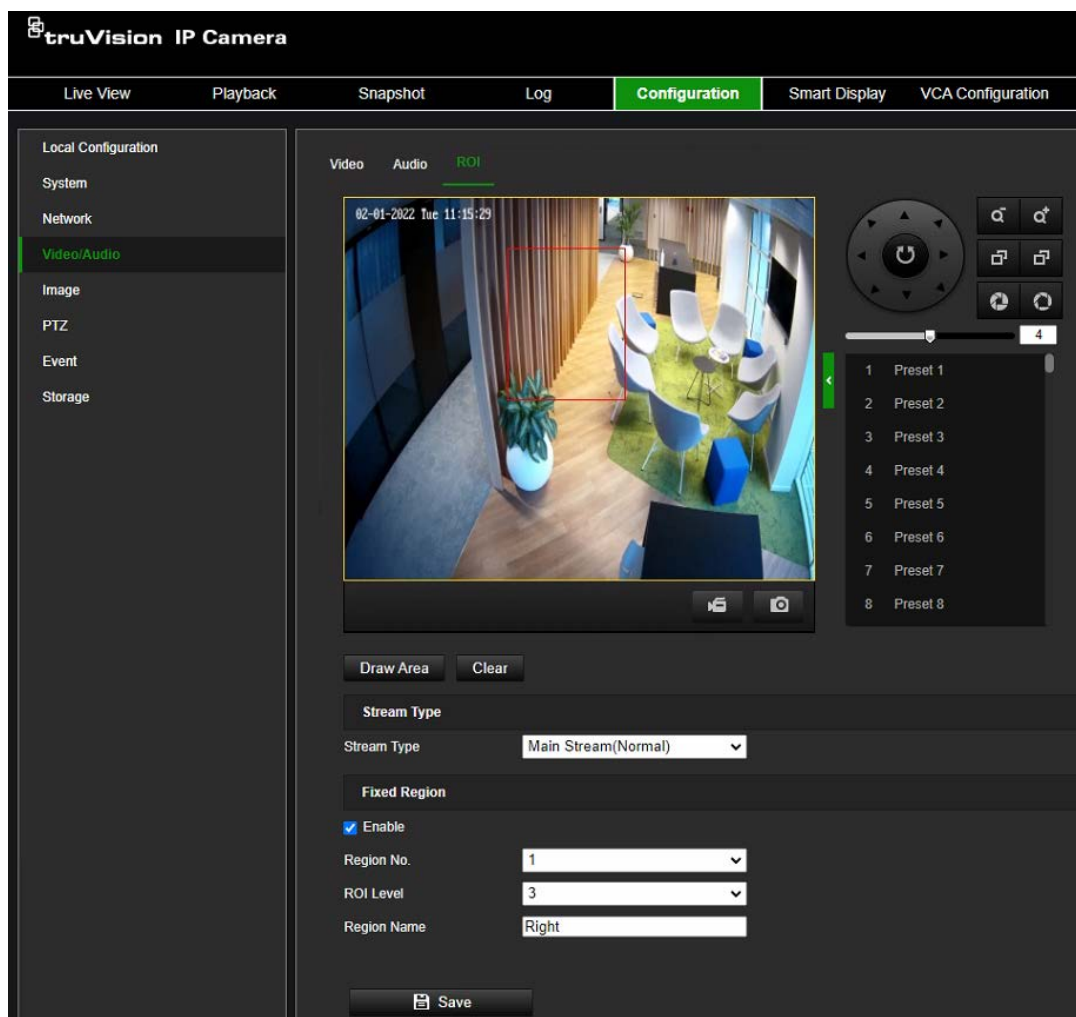 truVision IP Camera
Live View Playback Snapshot Log Configuration Smart Display VCA Configuration
Local Configuration
System
Network
Video/Audio
Image
PTZ
Event
Storage
Video Audio ROI
02-01-2022 Tue 11:15:29
4
1 Preset 1
2 Preset 2
3 Preset 3
4 Preset 4
5 Preset 5
6 Preset 6
7 Preset 7
8 Preset 8
Draw Area Clear
Stream Type
Stream Type Main Stream(Normal)
Fixed Region
Enable
Region No. 1
ROI Level 3
Region Name Right
Save